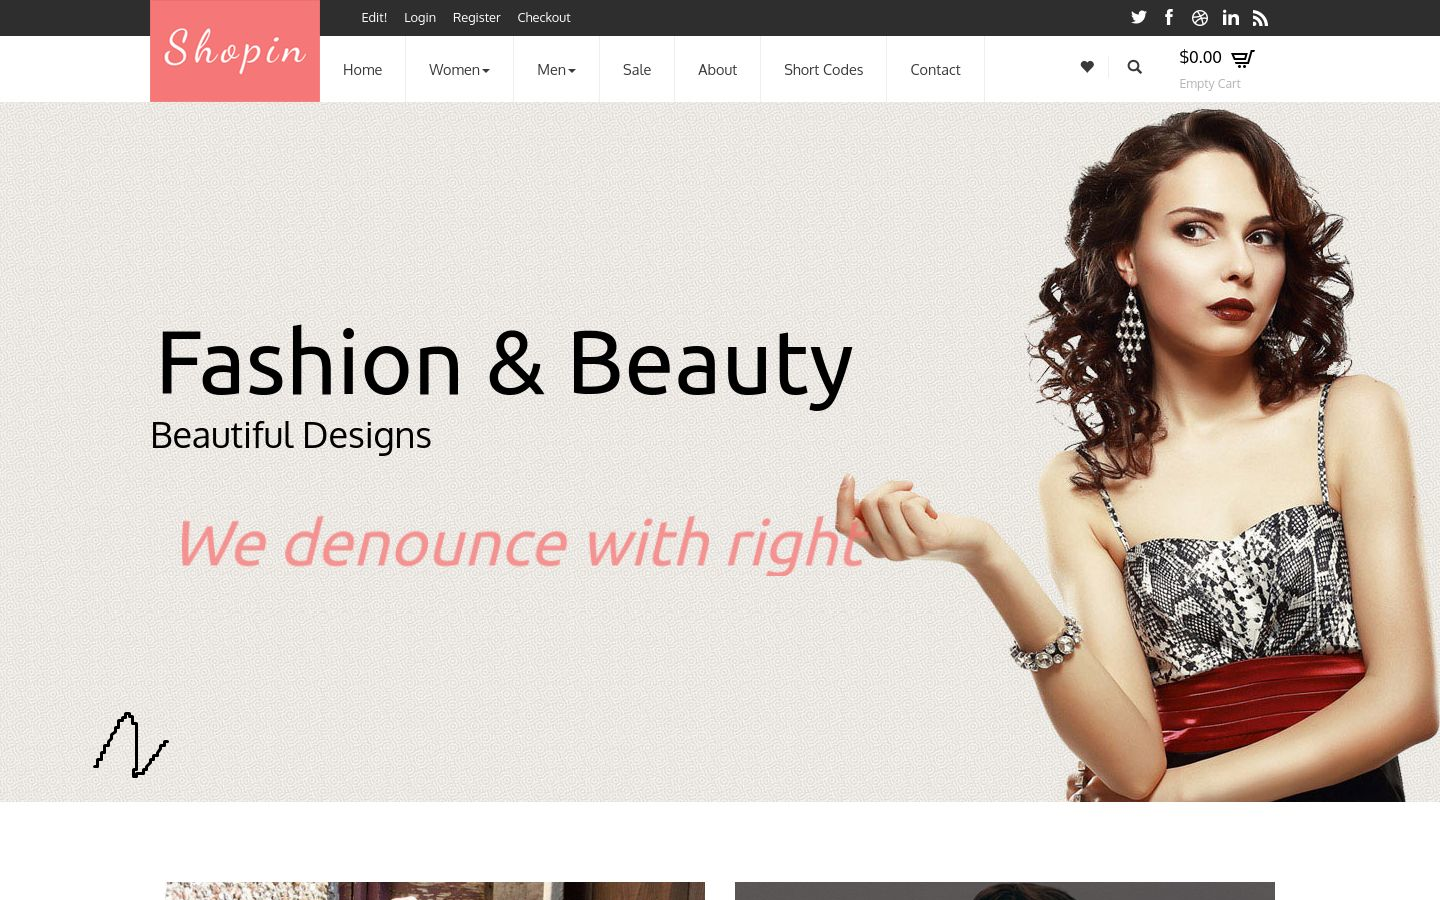 Edit! Login Register Checkout
Shopin
Home Women Men Sale About Short Codes Contact
$0.00
Empty Cart
Fashion & Beauty
Beautiful Designs
We denounce with right